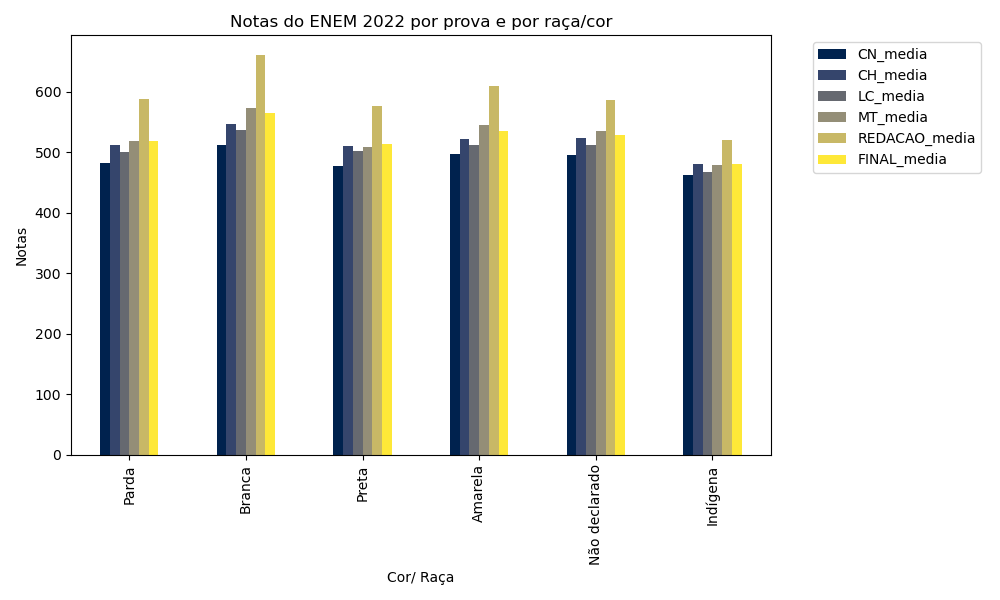 Notas do ENEM 2022 por prova e por raça/cor
CN_media
CH_media
LC_media
MT_media
REDACAO_media
FINAL_media
Notas
600
500
400
300
200
100
0
Parda
Branca
Preta
Amarela
Não declarado
Indígena
Cor/ Raça